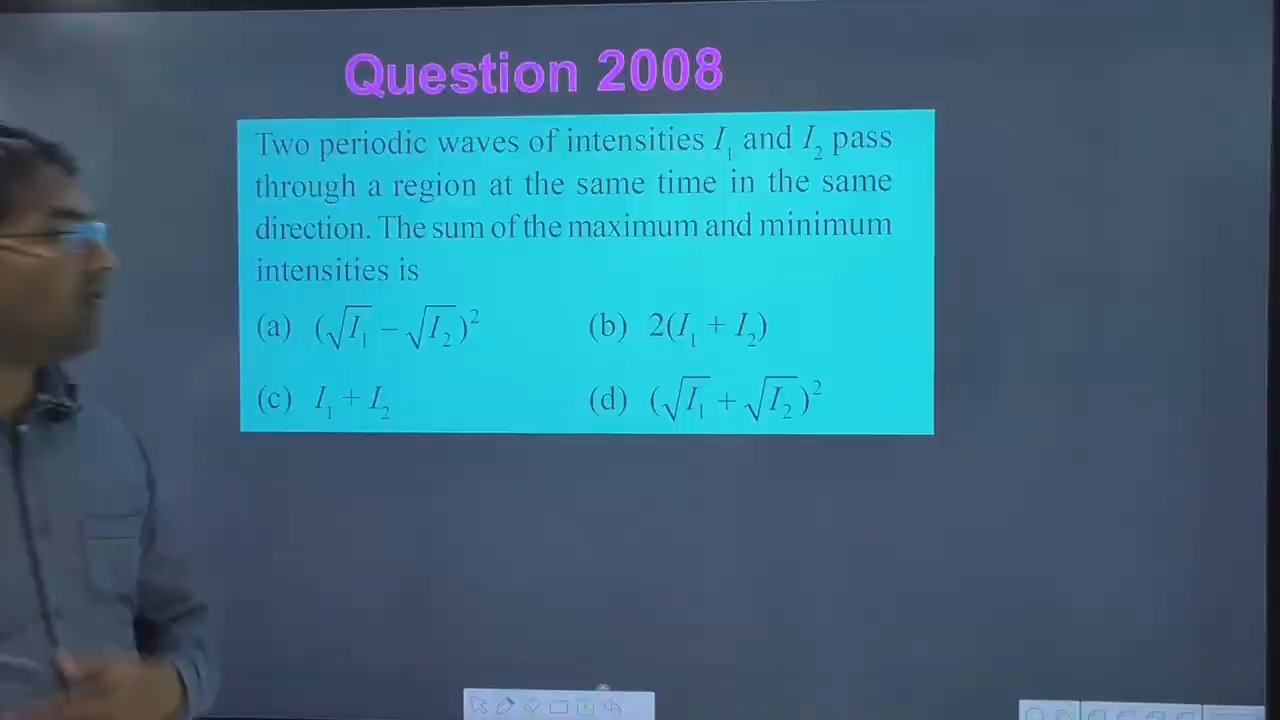 Question 2008
Two periodic waves of intensities I₁ and I₂ pass
through a region at the same time in the same
direction. The sum of the maximum and minimum
intensities is
(a) (√I₁ − √I₂)² (b) 2(I₁ + I₂)
(c) I₁ + I₂ (d) (√I₁ + √I₂)²